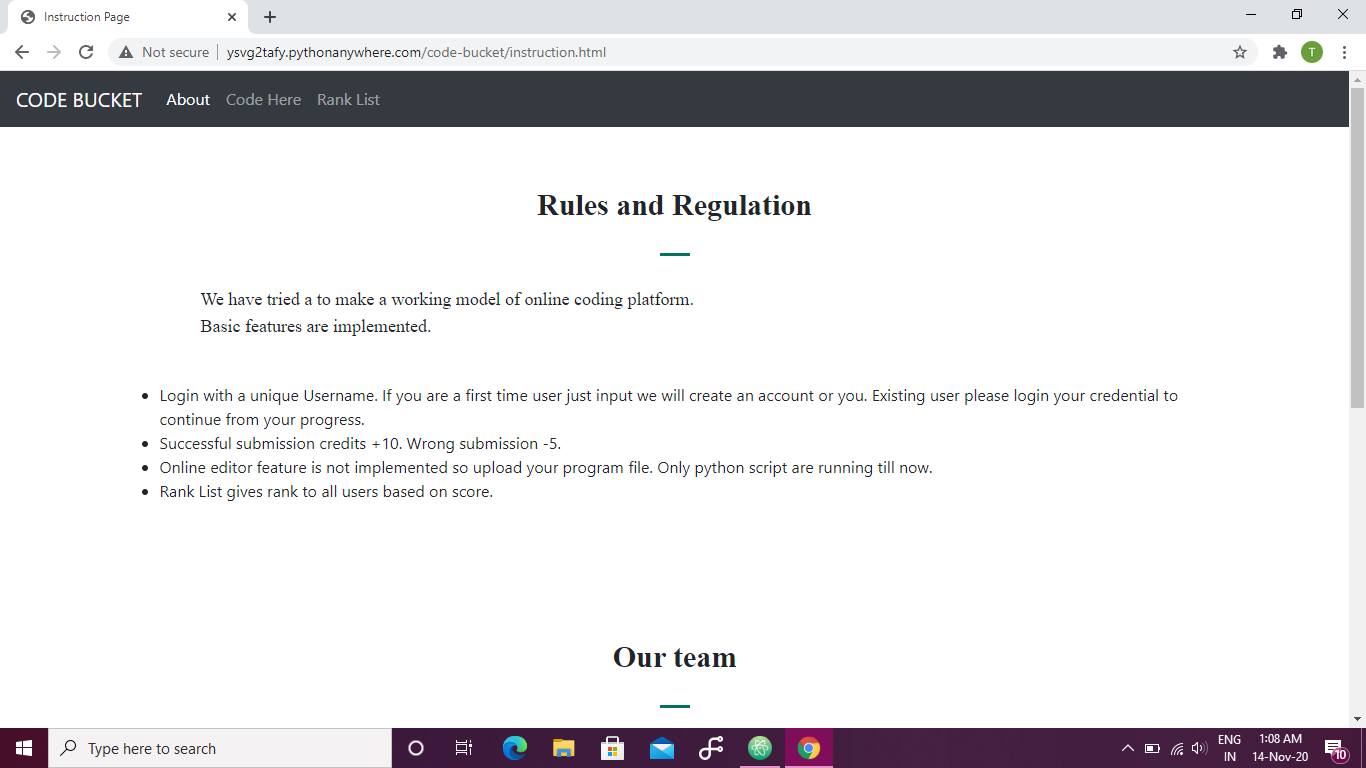 Instruction Page
Not secure ysvg2tafy.pythonanywhere.com/code-bucket/instruction.html
T
CODE BUCKET About Code Here Rank List
Rules and Regulation
We have tried a to make a working model of online coding platform.
Basic features are implemented.
Login with a unique Username. If you are a first time user just input we will create an account or you. Existing user please login your credential to
continue from your progress.
Successful submission credits +10. Wrong submission -5.
Online editor feature is not implemented so upload your program file. Only python script are running till now.
Rank List gives rank to all users based on score.
Our team
Type here to search
ENG 1:08 AM
IN 14-Nov-20 10